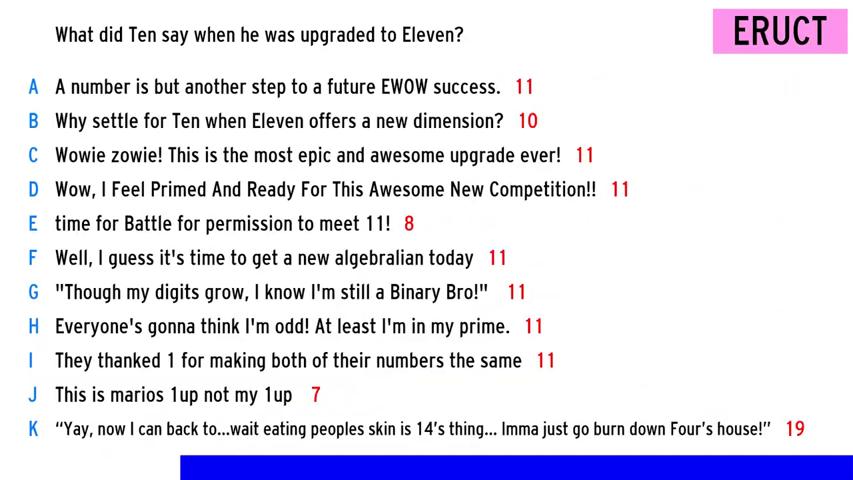 What did Ten say when he was upgraded to Eleven?
ERUCT
A A number is but another step to a future EWOW success. 11
B Why settle for Ten when Eleven offers a new dimension? 10
C Wowie zowie! This is the most epic and awesome upgrade ever! 11
D Wow, I Feel Primed And Ready For This Awesome New Competition!! 11
E time for Battle for permission to meet 11! 8
F Well, I guess it's time to get a new algebralian today 11
G "Though my digits grow, I know I'm still a Binary Bro!" 11
H Everyone's gonna think I'm odd! At least I'm in my prime. 11
I They thanked 1 for making both of their numbers the same 11
J This is marios 1up not my 1up 7
K “Yay, now I can back to...wait eating peoples skin is 14’s thing... Imma just go burn down Four’s house!” 19